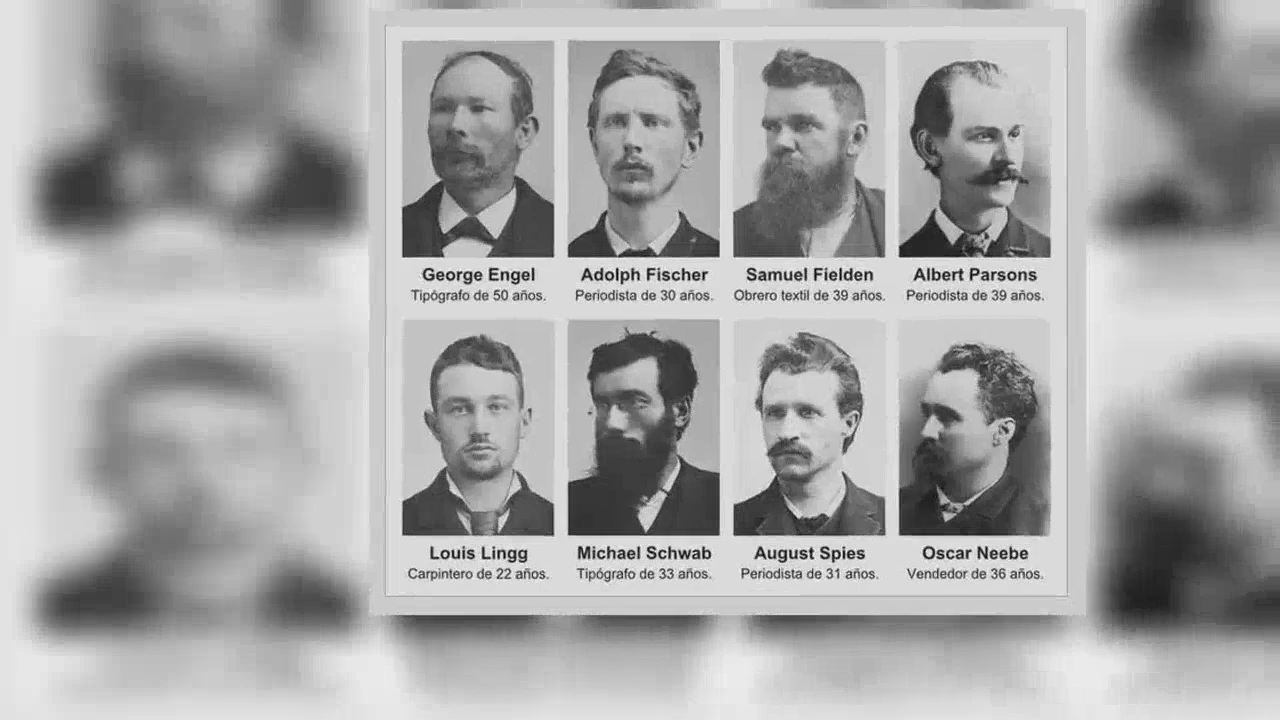 George Engel
Tipógrafo de 50 años.
Adolph Fischer
Periodista de 30 años.
Samuel Fielden
Obrero textil de 39 años.
Albert Parsons
Periodista de 39 años.
Louis Lingg
Carpintero de 22 años.
Michael Schwab
Tipógrafo de 33 años.
August Spies
Periodista de 31 años.
Oscar Neebe
Vendedor de 36 años.